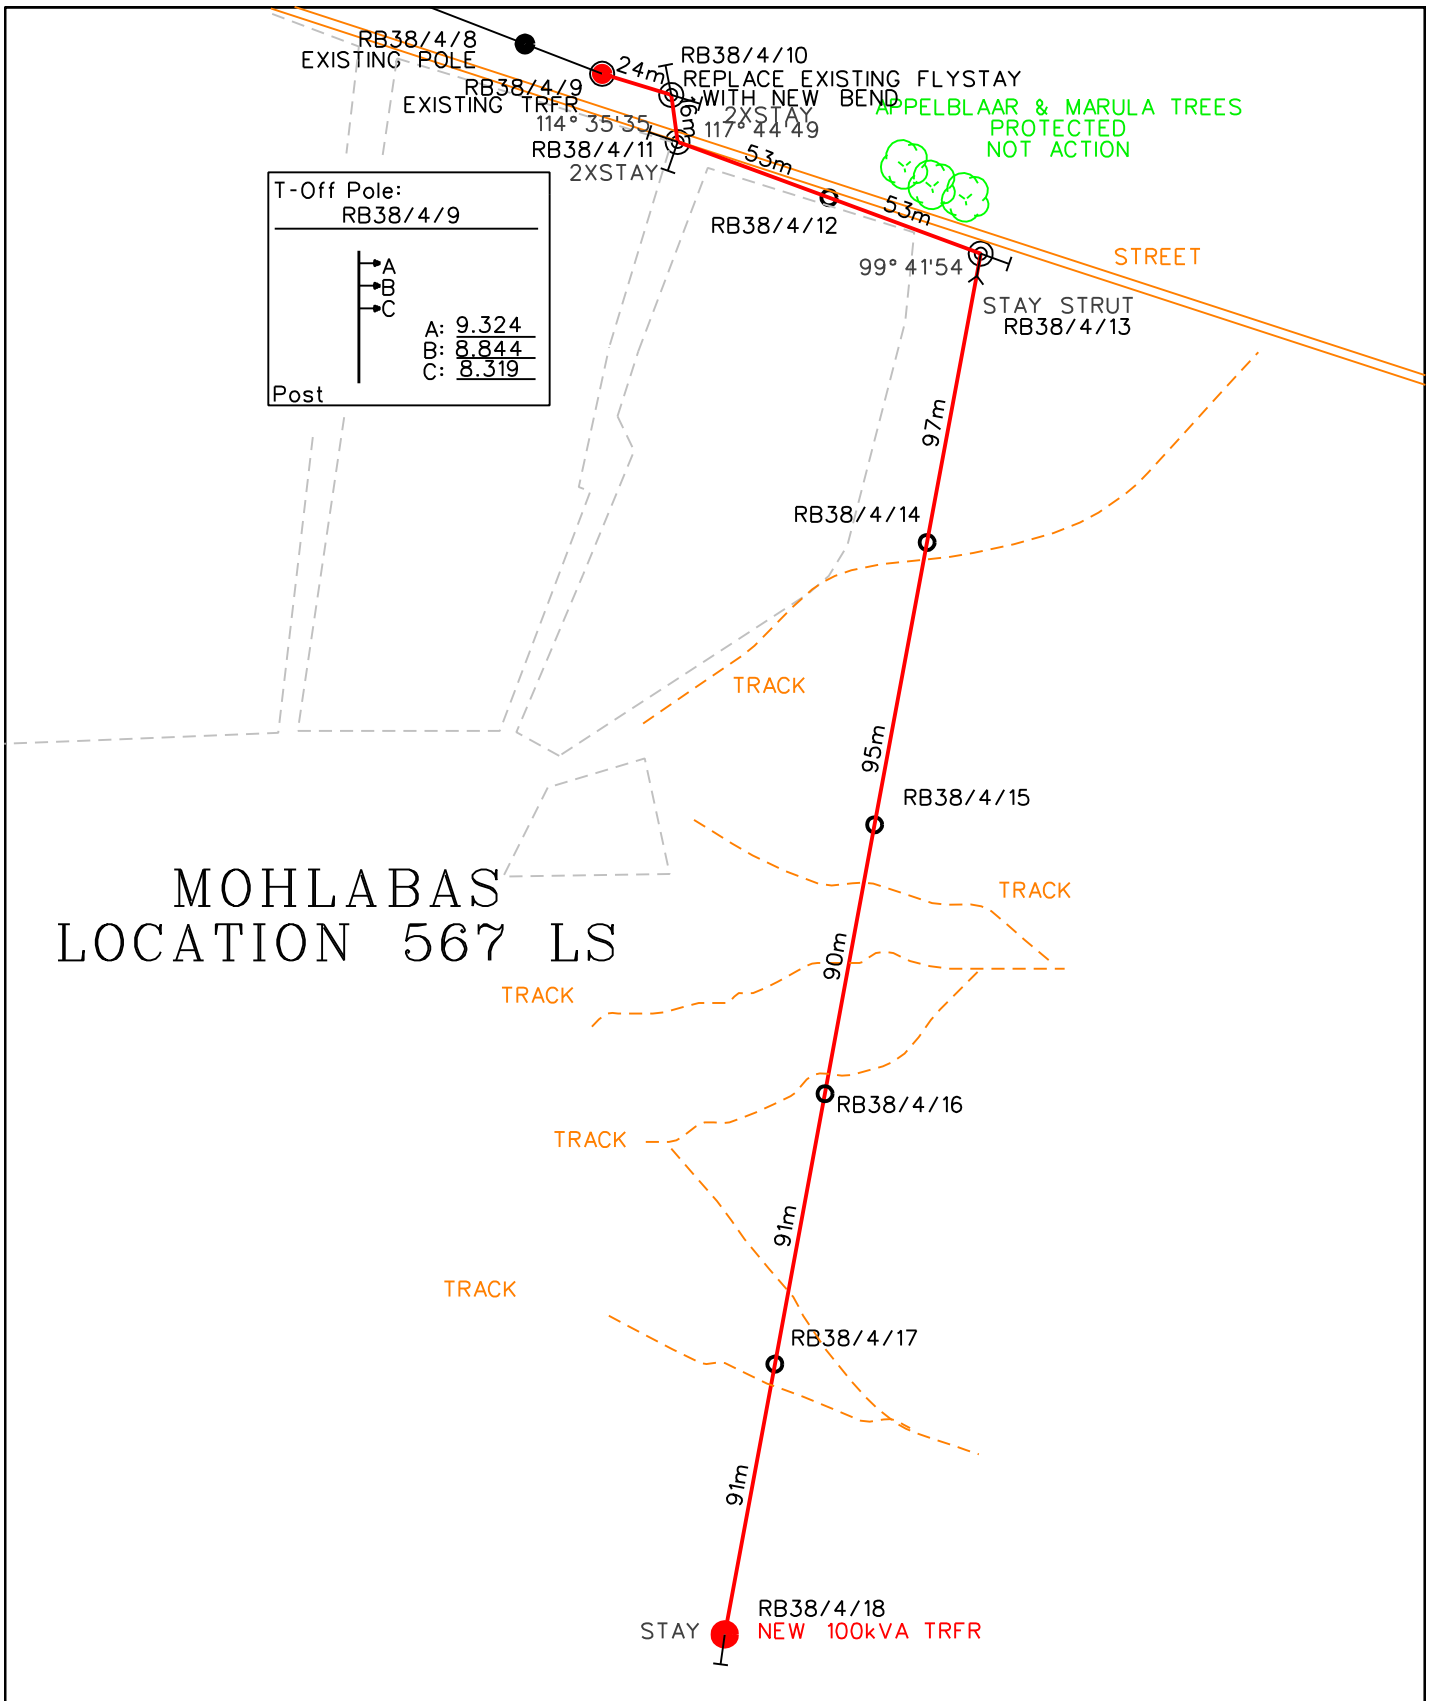 RB38/4/8
EXISTING POLE
RB38/4/9
EXISTING TRFR
24m
RB38/4/10
REPLACE EXISTING FLYSTAY
WITH NEW BEND
2XSTAY
117° 44'49
16m
114° 35'35
RB38/4/11
2XSTAY
APPELBLAAR & MARULA TREES
PROTECTED
NOT ACTION
53m
RB38/4/12
53m
99° 41'54
STREET
STAY STRUT
RB38/4/13
T-Off Pole:
RB38/4/9
A
B
C
A: 9.324
B: 8.844
C: 8.319
Post
97m
RB38/4/14
TRACK
95m
RB38/4/15
MOHLABAS
LOCATION 567 LS
TRACK
90m
TRACK
RB38/4/16
TRACK
91m
TRACK
RB38/4/17
91m
RB38/4/18
STAY
NEW 100kVA TRFR